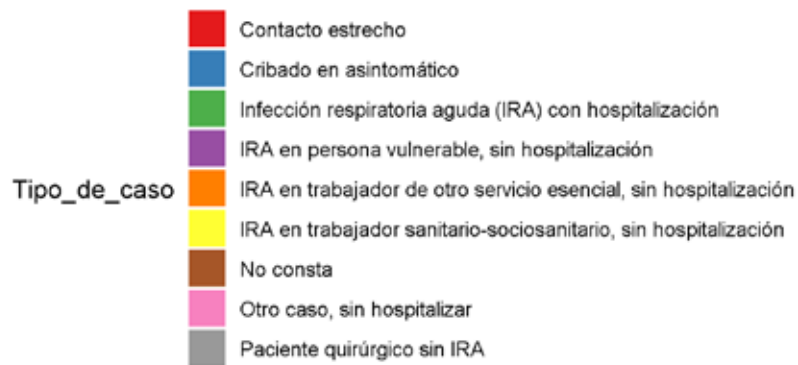 Contacto estrecho
Cribado en asintomático
Infección respiratoria aguda (IRA) con hospitalización
IRA en persona vulnerable, sin hospitalización
Tipo_de_caso
IRA en trabajador de otro servicio esencial, sin hospitalización
IRA en trabajador sanitario-sociosanitario, sin hospitalización
No consta
Otro caso, sin hospitalizar
Paciente quirúrgico sin IRA